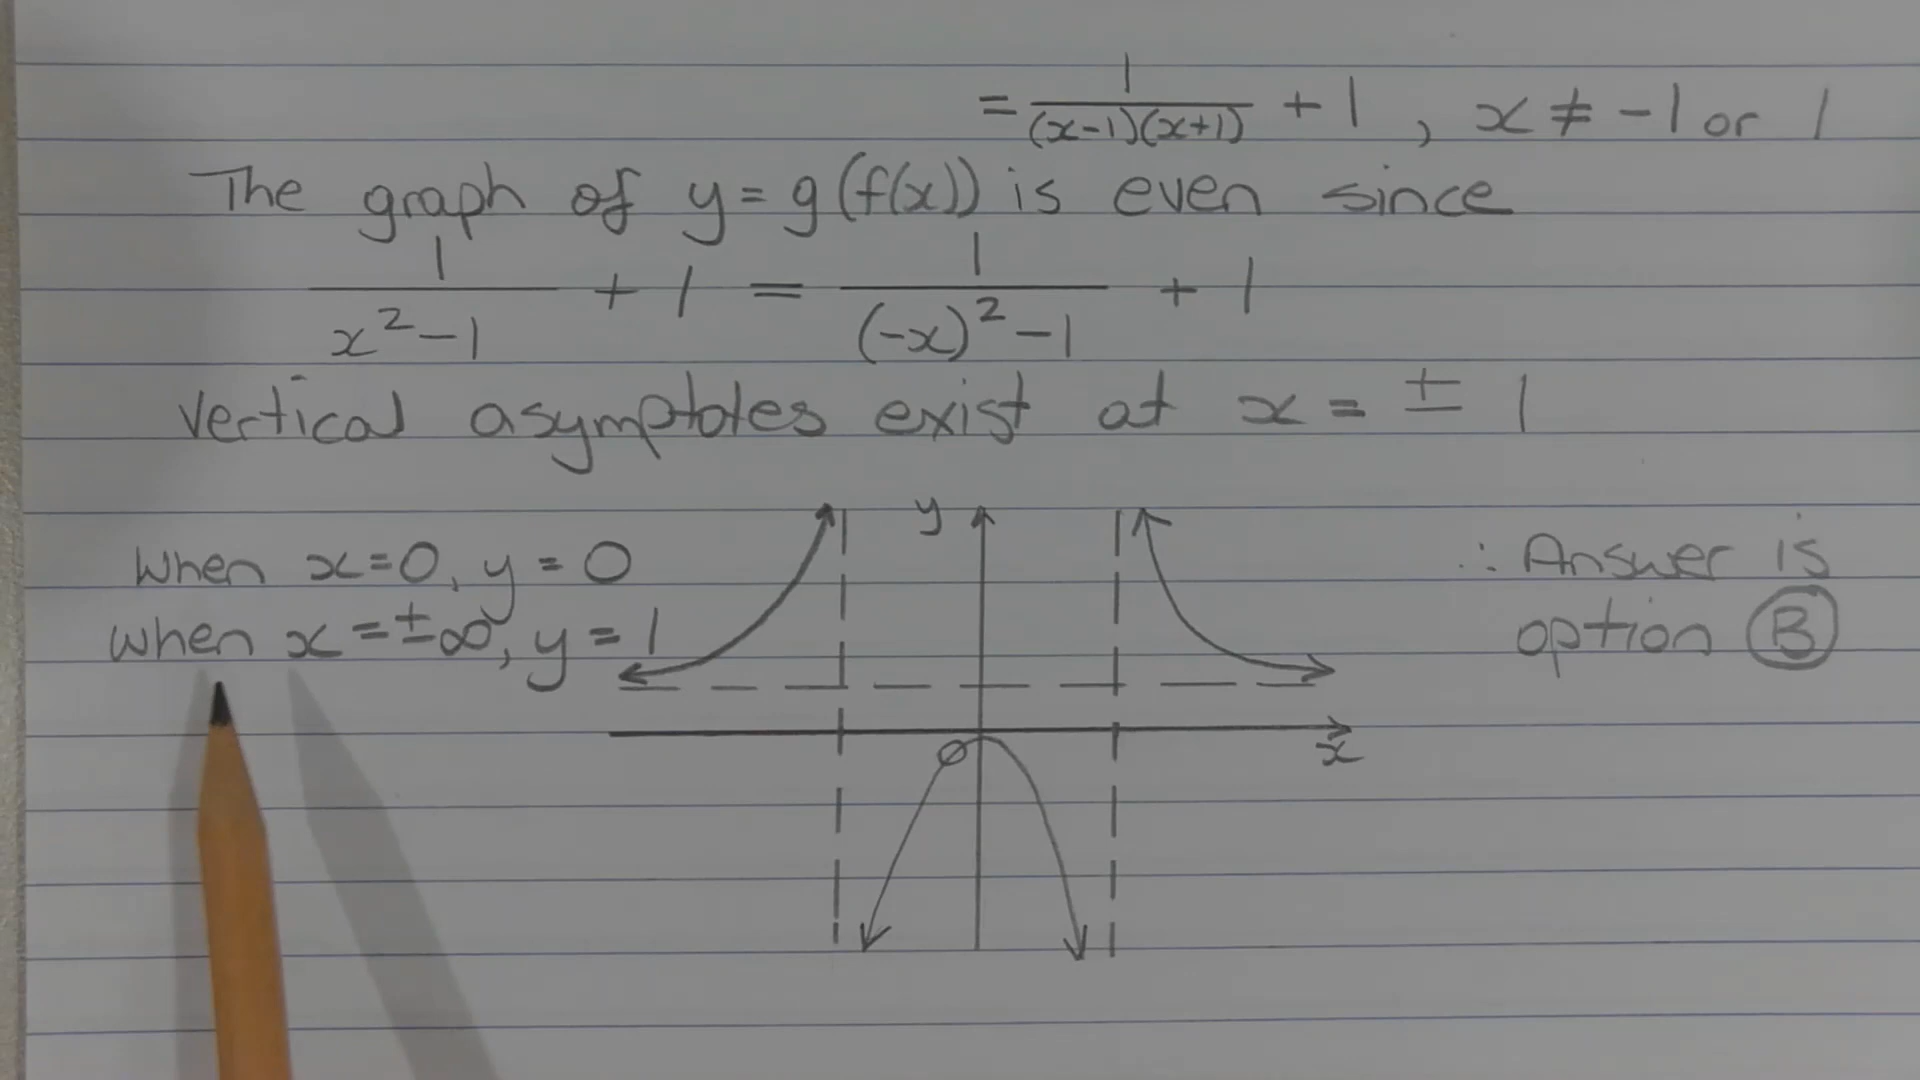 = 1/((x-1)(x+1)) + 1 , x ≠ -1 or 1
The graph of y = g(f(x)) is even since
1/(x² - 1) + 1 = 1/((-x)² - 1) + 1
Vertical asymptotes exist at x = ± 1
When x = 0, y = 0
When x = ±∞, y = 1
y
O
x
∴ Answer is
option B